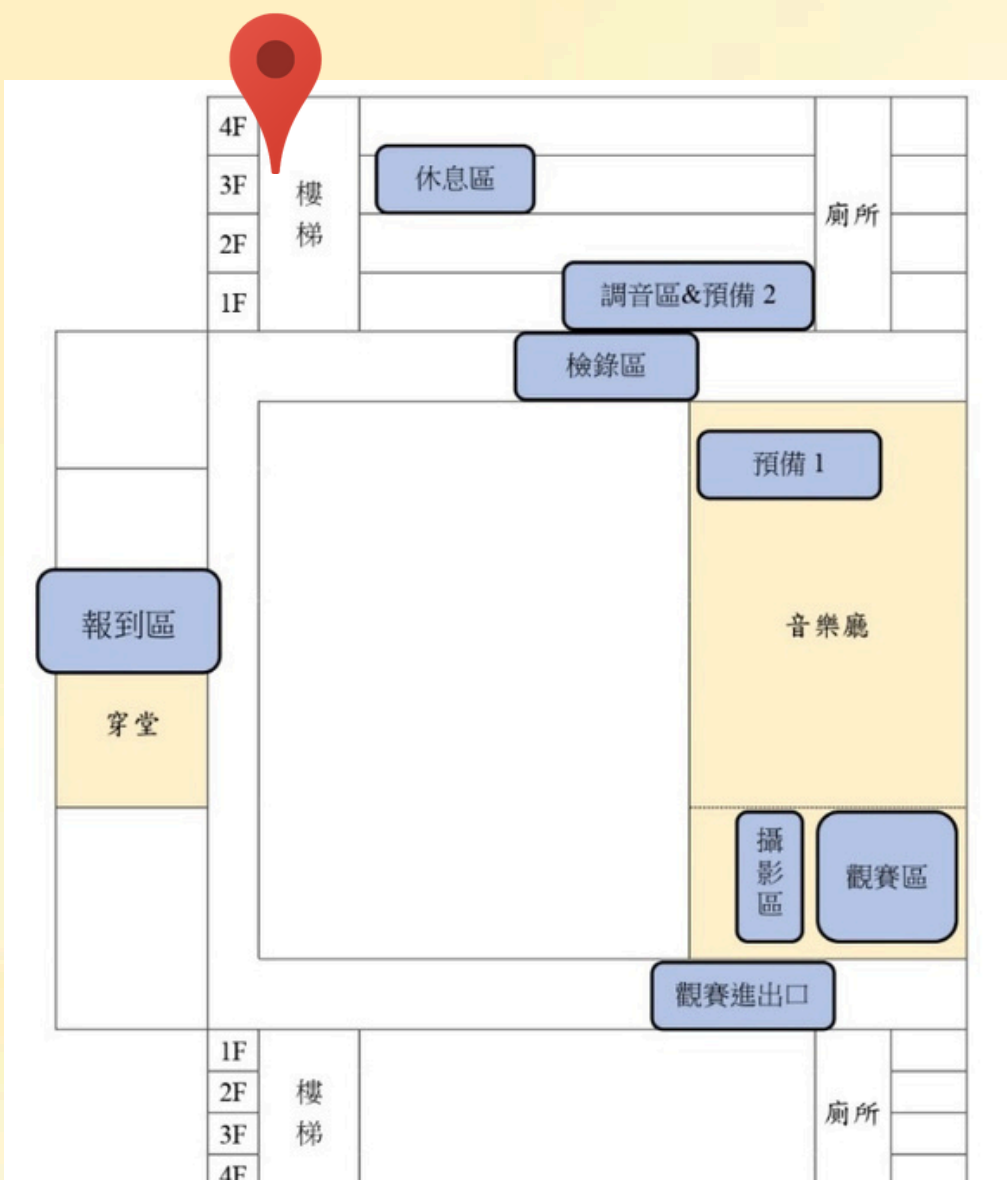 4F
3F
2F
1F
樓
梯
休息區
廁所
調音區&預備 2
檢錄區
預備 1
報到區
音樂廳
穿堂
攝
影
區
觀賽區
觀賽進出口
1F
2F
3F
4F
樓
梯
廁所